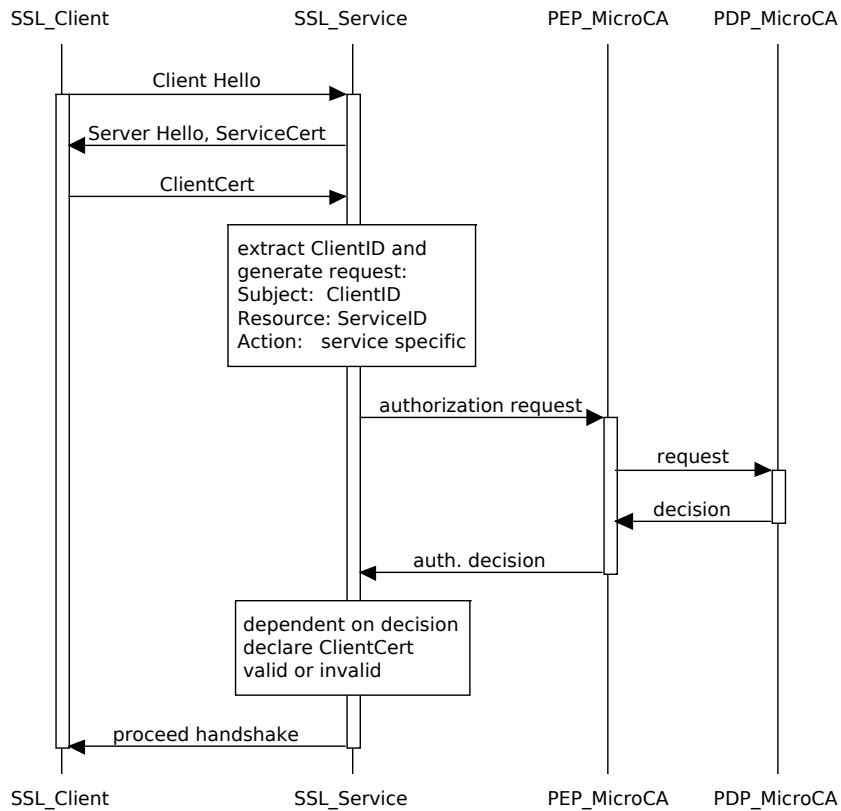 SSL_Client SSL_Service PEP_MicroCA PDP_MicroCA
Client Hello
Server Hello, ServiceCert
ClientCert
extract ClientID and
generate request:
Subject:  ClientID
Resource: ServiceID
Action:   service specific
authorization request
request
decision
auth. decision
dependent on decision
declare ClientCert
valid or invalid
proceed handshake
SSL_Client SSL_Service PEP_MicroCA PDP_MicroCA